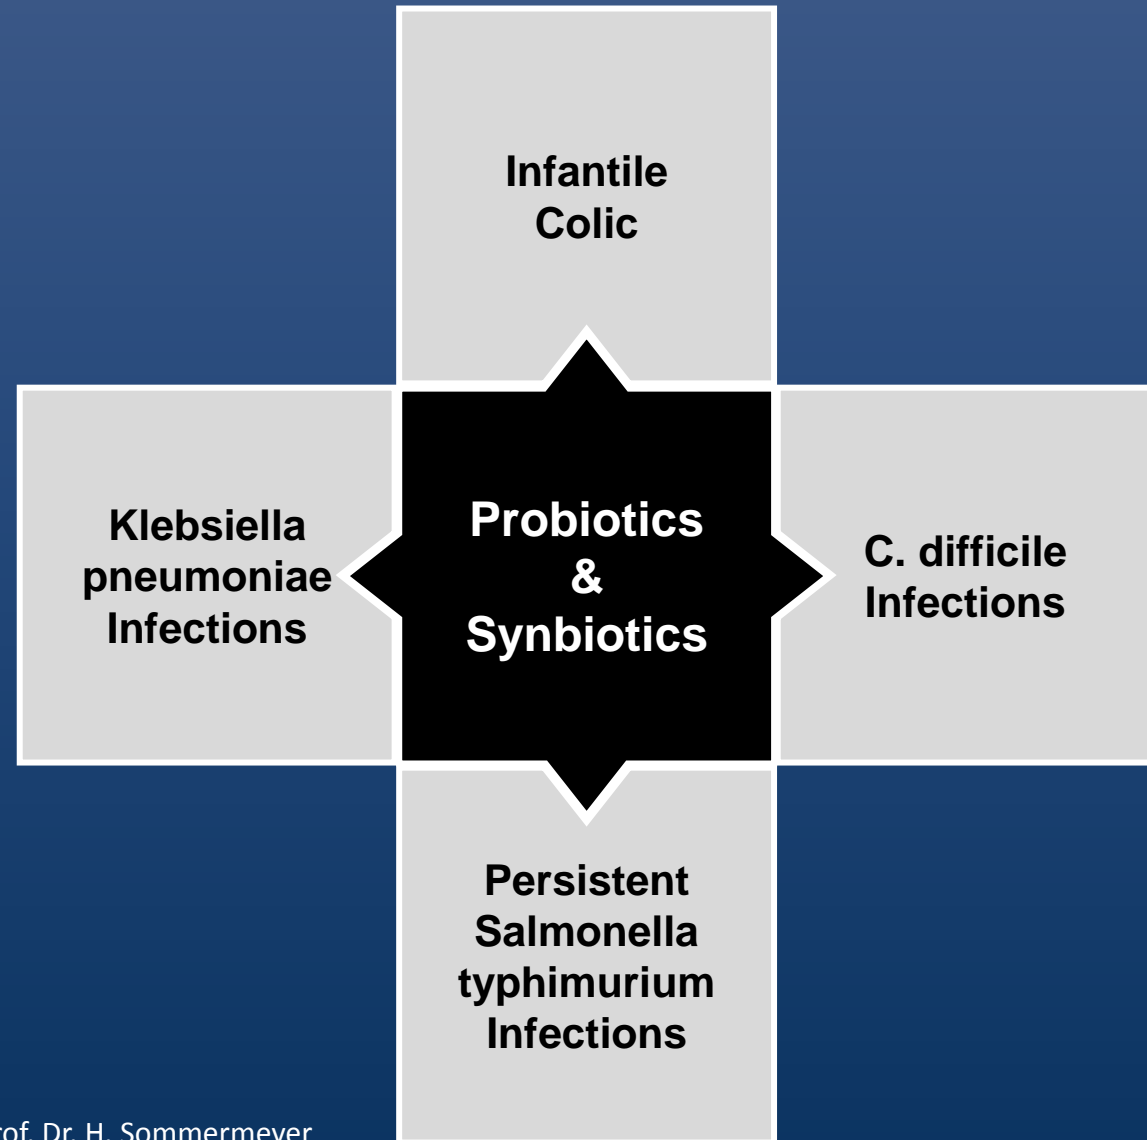 Infantile
Colic
Klebsiella
pneumoniae
Infections
Probiotics
&
Synbiotics
C. difficile
Infections
Persistent
Salmonella
typhimurium
Infections
Dr. H. Sommermeyer